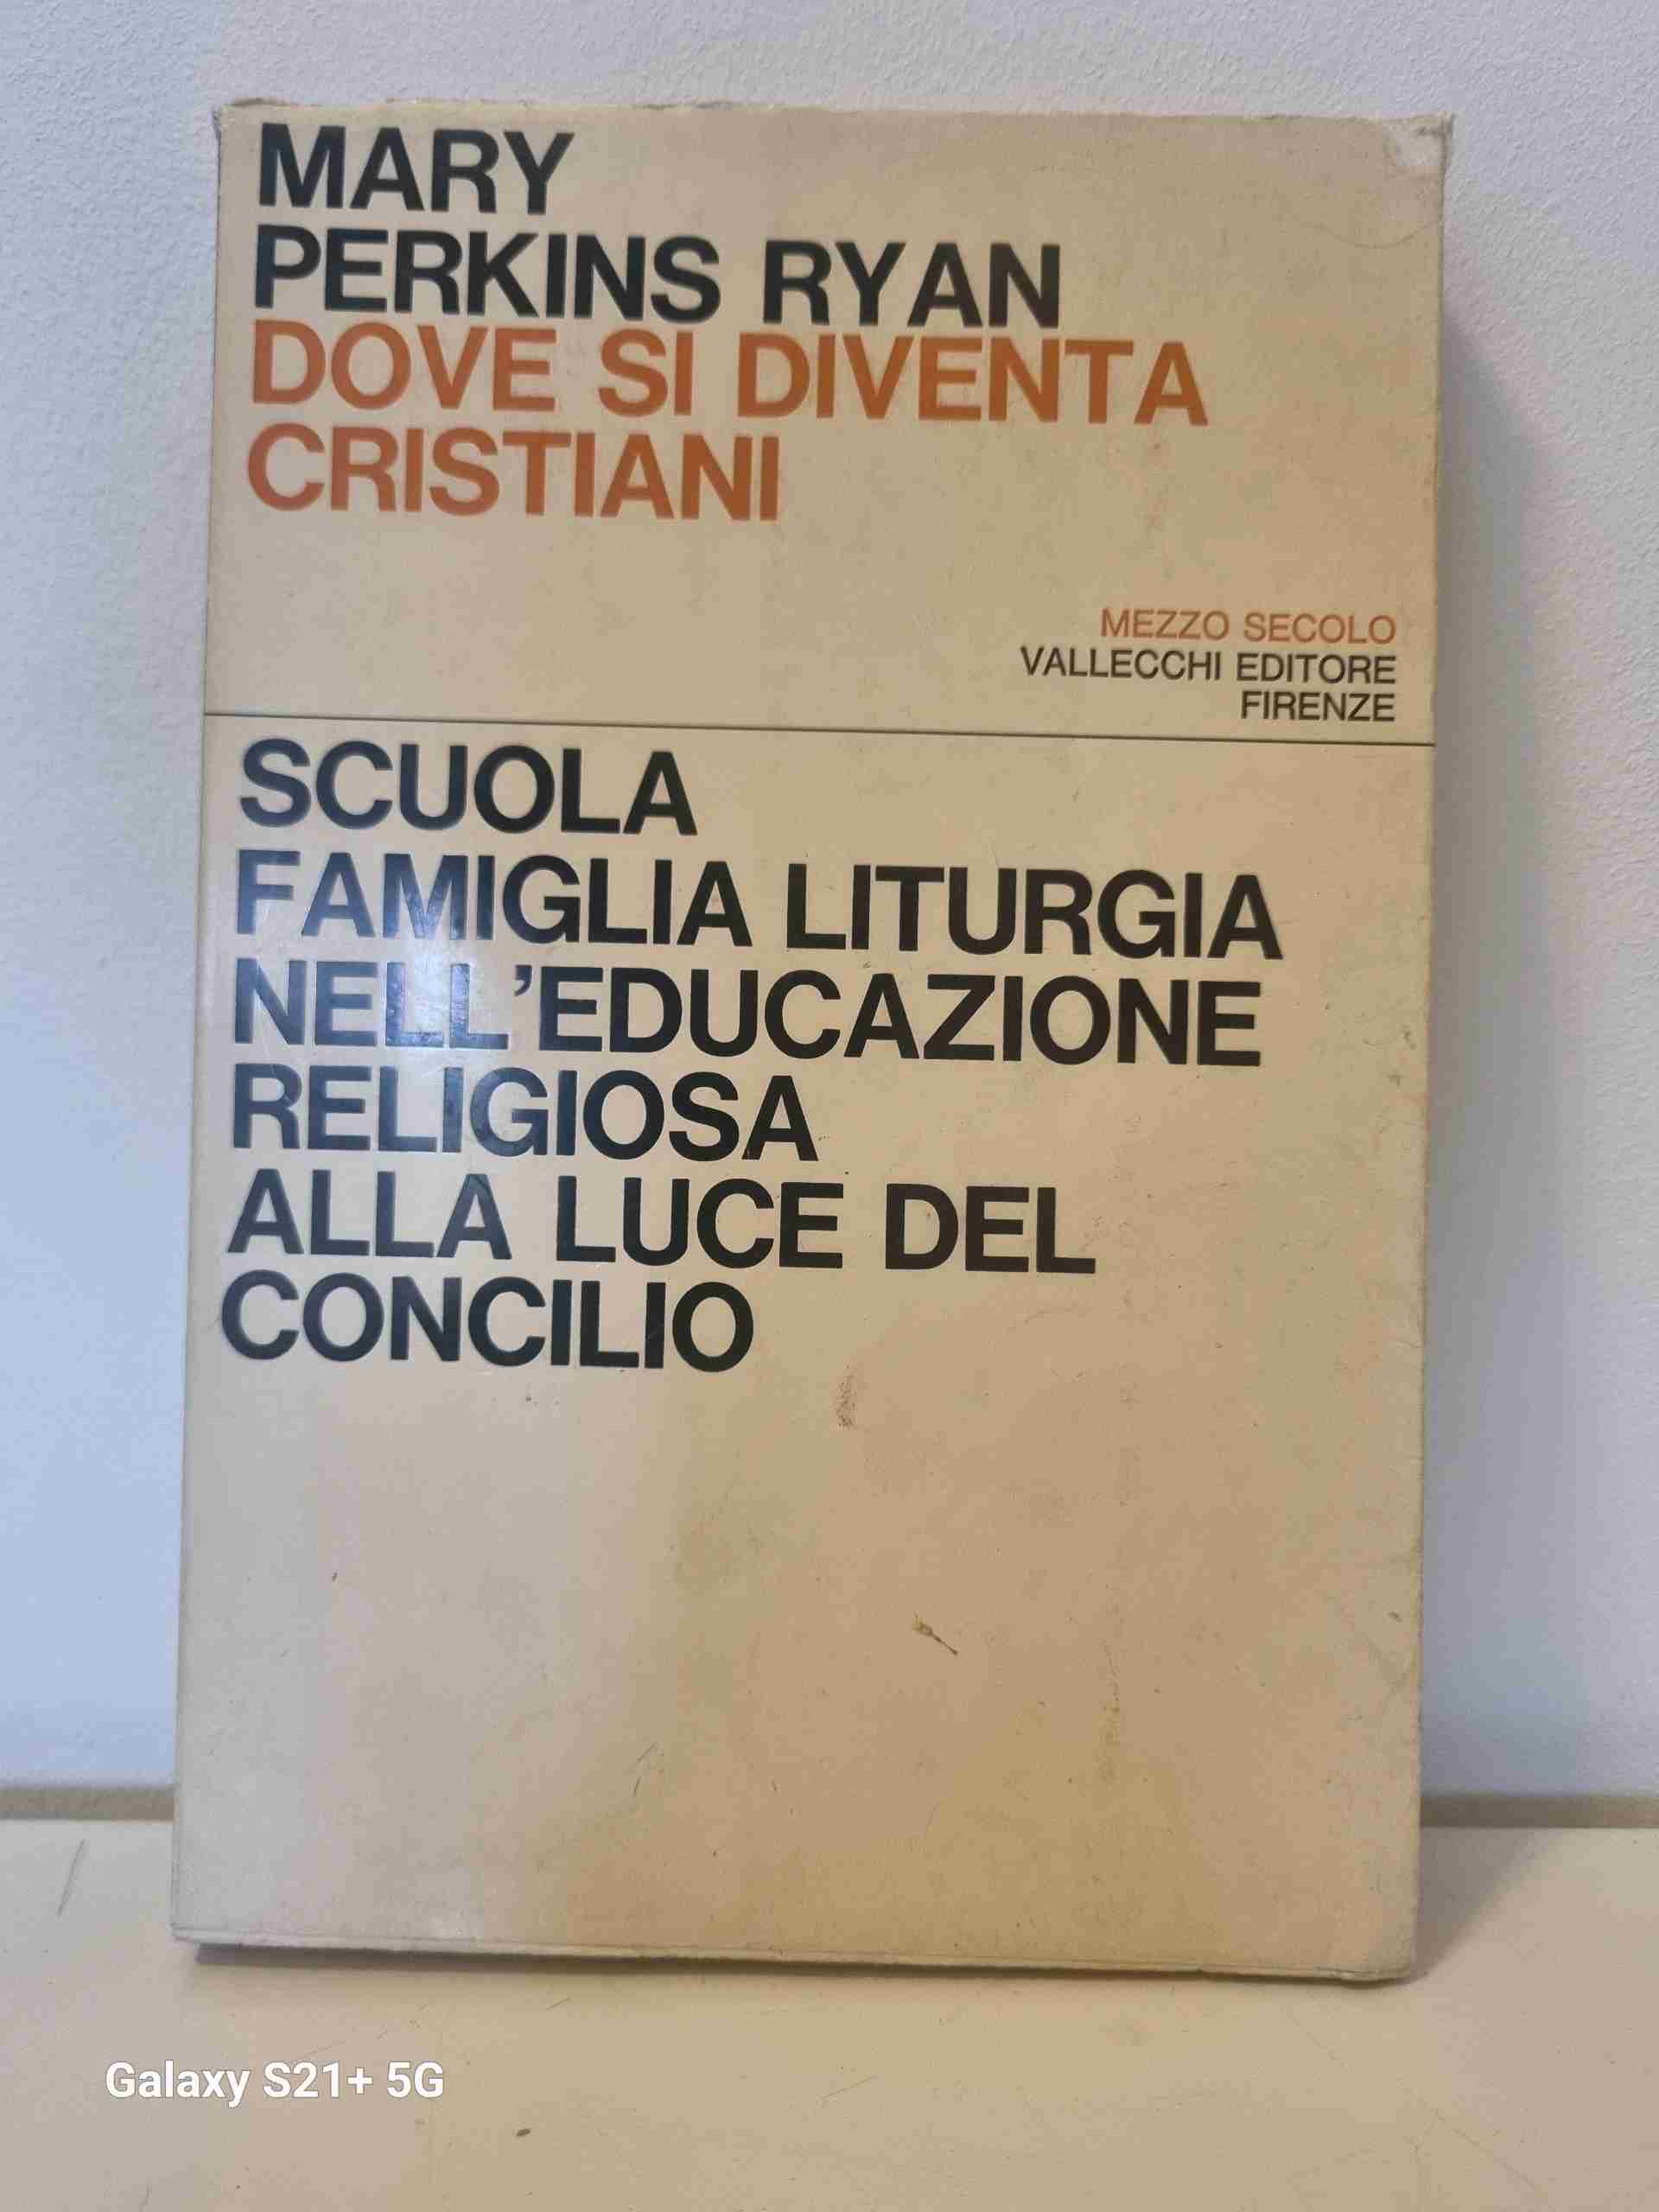 MARY
PERKINS RYAN
DOVE SI DIVENTA
CRISTIANI
MEZZO SECOLO
VALLECCHI EDITORE
FIRENZE
SCUOLA
FAMIGLIA LITURGIA
NELL'EDUCAZIONE
RELIGIOSA
ALLA LUCE DEL
CONCILIO
Galaxy S21+ 5G